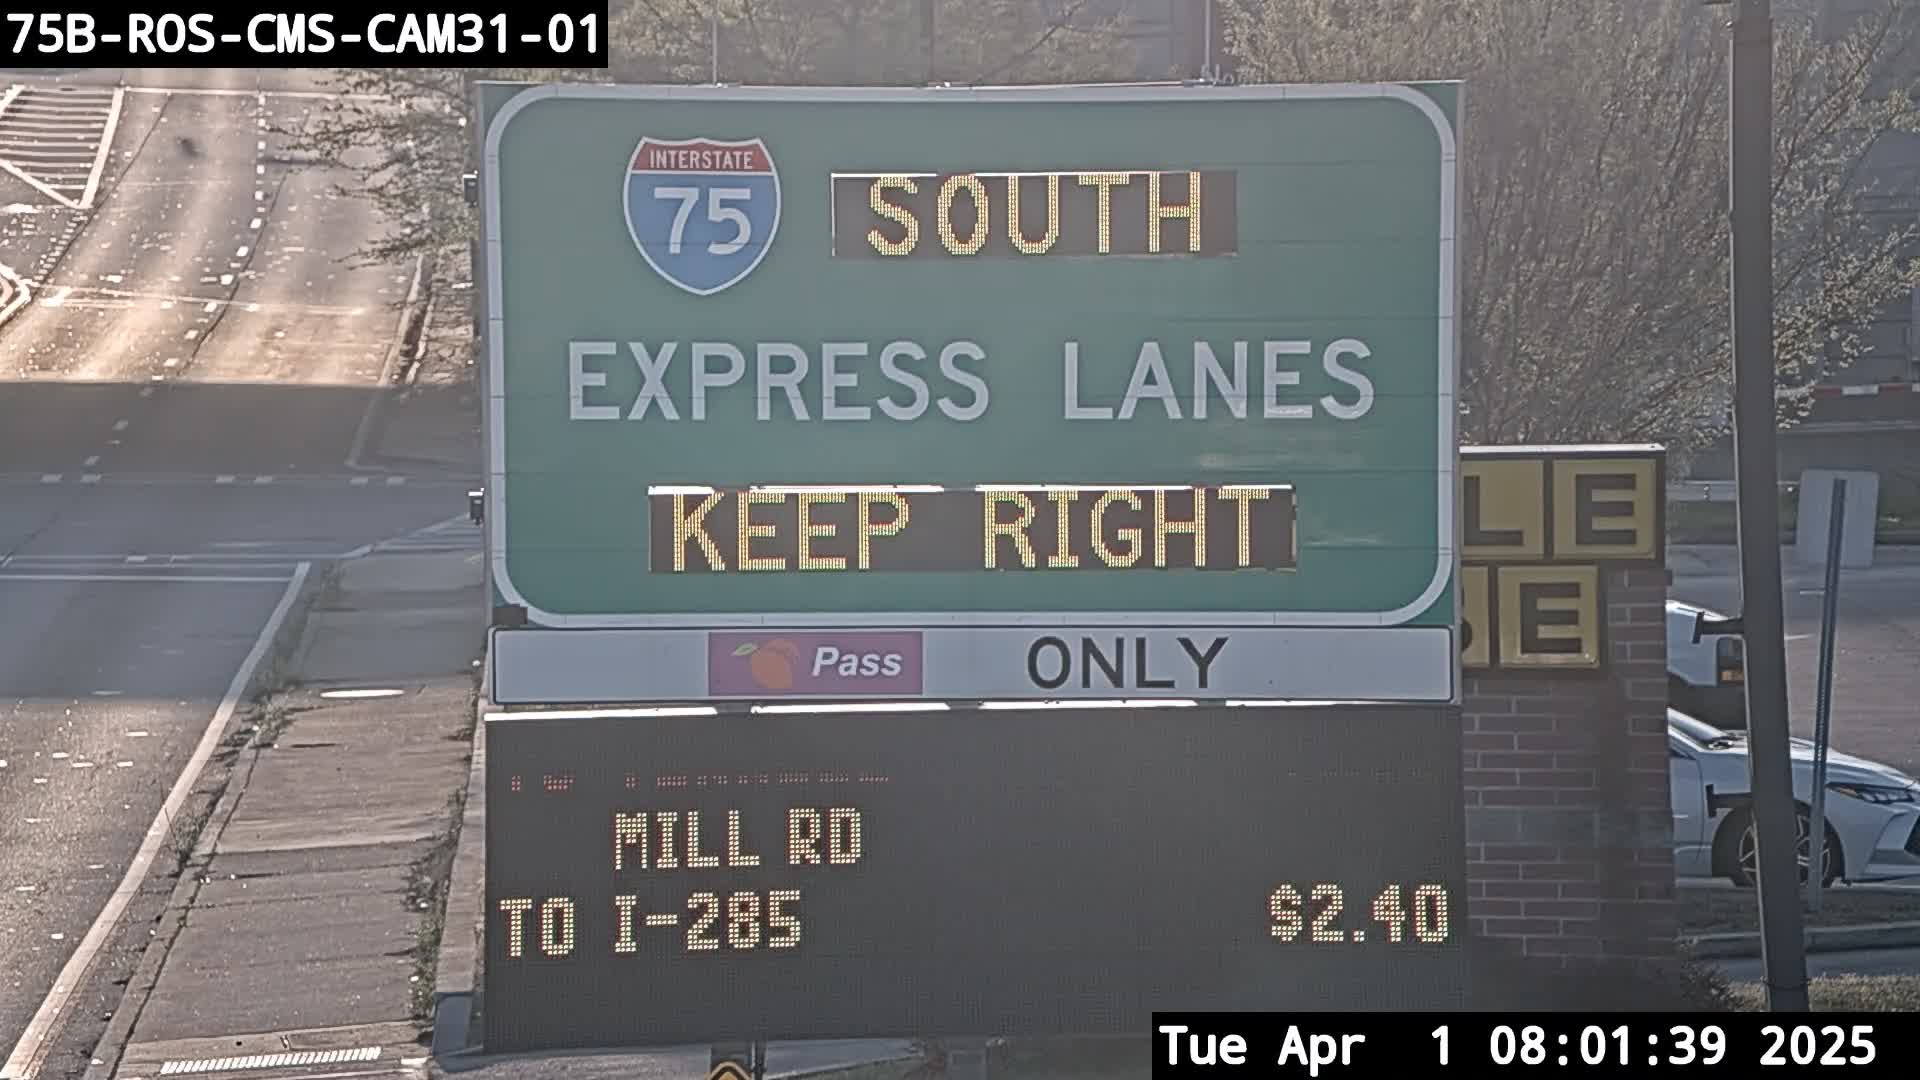 75B-ROS-CMS-CAM31-01
INTERSTATE
75
SOUTH
EXPRESS LANES
KEEP RIGHT
Pass ONLY
MILL RD
TO I-285 $2.40
LE
E
Tue Apr 1 08:01:39 2025